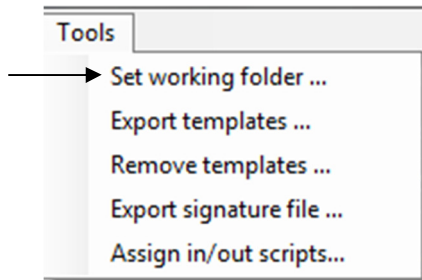 Tools
Set working folder ...
Export templates ...
Remove templates ...
Export signature file ...
Assign in/out scripts...